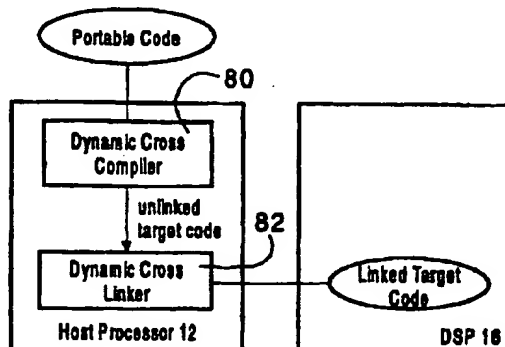 Portable Code
80
Dynamic Cross
Compiler
unlinked
target code
82
Dynamic Cross
Linker
Linked Target
Code
Host Processor 12
DSP 16